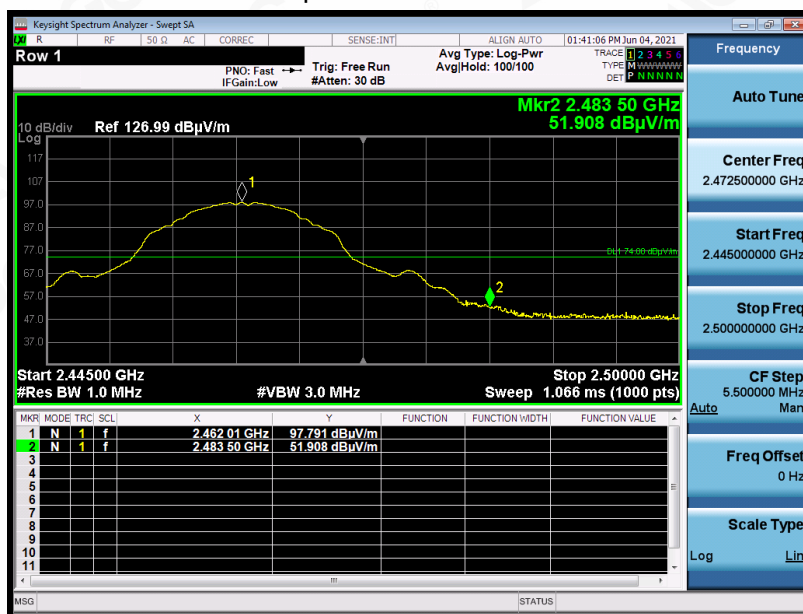 Keysight Spectrum Analyzer - Swept SA
LXI R RF 50 Ω AC CORREC SENSE:INT ALIGN AUTO 01:41:06 PM Jun 04, 2021
Row 1
PNO: Fast
IFGain:Low
Trig: Free Run
#Atten: 30 dB
Avg Type: Log-Pwr
Avg|Hold: 100/100
TRACE 1 2 3 4 5 6
TYPE M WWWWW
DET P N N N N N
Mkr2 2.483 50 GHz
51.908 dBµV/m
10 dB/div Ref 126.99 dBµV/m
Log
117
107
97.0
87.0
77.0
67.0
57.0
47.0
37.0
1
2
DL1 74.00 dBµV/m
Start 2.44500 GHz Stop 2.50000 GHz
#Res BW 1.0 MHz #VBW 3.0 MHz Sweep 1.066 ms (1000 pts)
MKR MODE TRC SCL X Y FUNCTION FUNCTION WIDTH FUNCTION VALUE
1 N 1 f 2.462 01 GHz 97.791 dBµV/m
2 N 1 f 2.483 50 GHz 51.908 dBµV/m
3
4
5
6
7
8
9
10
11
MSG STATUS
Frequency
Auto Tune
Center Freq
2.472500000 GHz
Start Freq
2.445000000 GHz
Stop Freq
2.500000000 GHz
CF Step
5.500000 MHz
Auto Man
Freq Offset
0 Hz
Scale Type
Log Lin